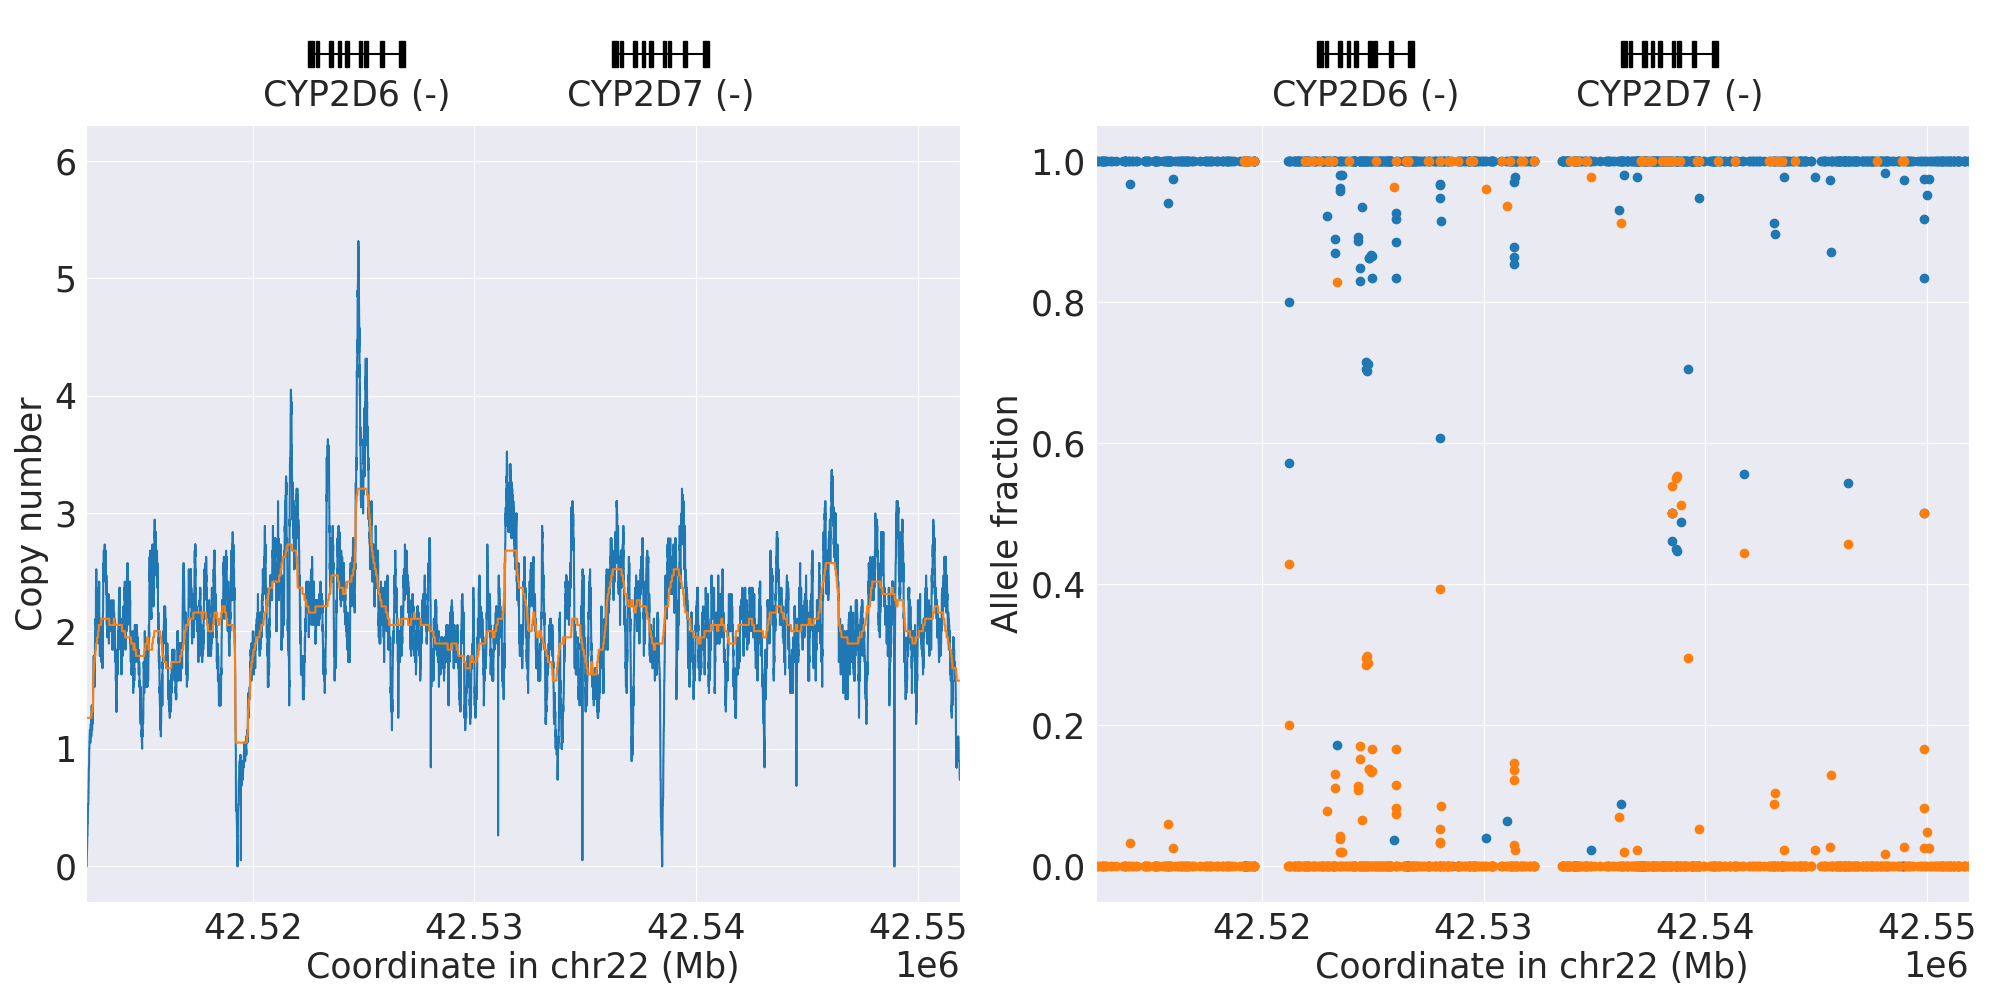 CYP2D6 (-) CYP2D7 (-)
6
5
4
3
2
1
0
Copy number
42.52 42.53 42.54 42.55
Coordinate in chr22 (Mb)
1e6
CYP2D6 (-) CYP2D7 (-)
1.0
0.8
0.6
0.4
0.2
0.0
Allele fraction
42.52 42.53 42.54 42.55
Coordinate in chr22 (Mb)
1e6